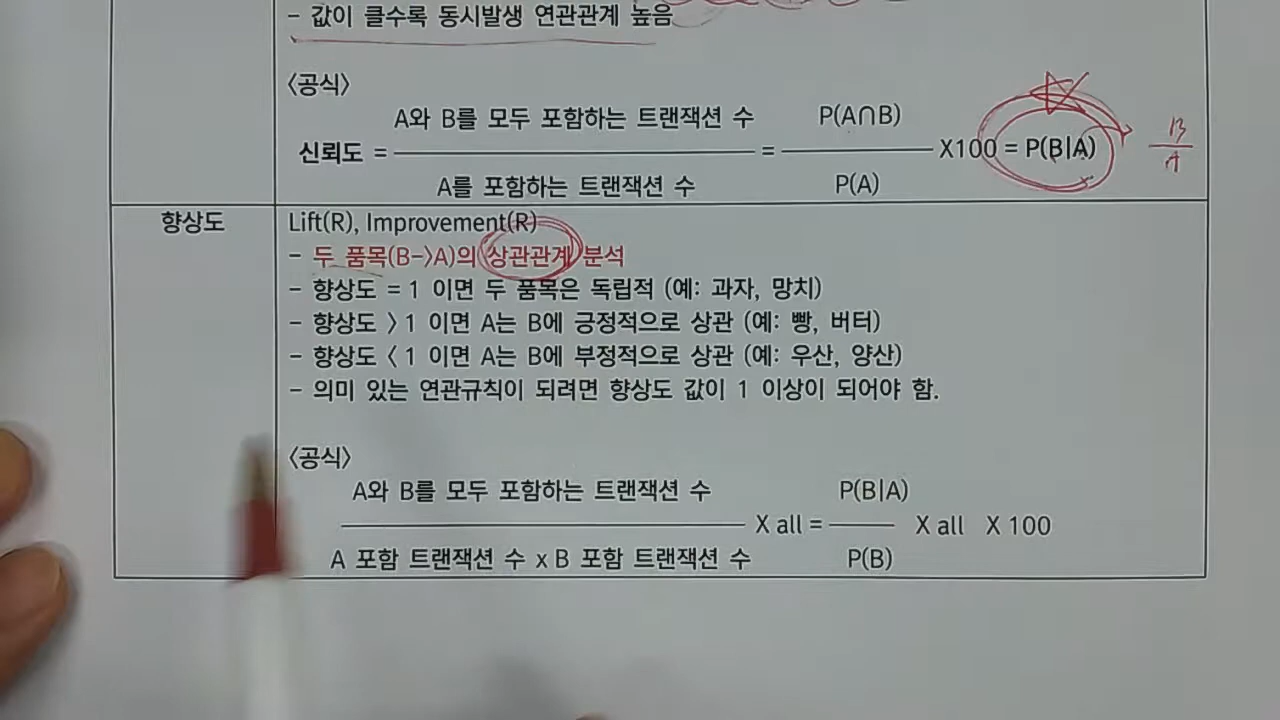 - 값이 클수록 동시발생 연관관계 높음
〈공식〉
A와 B를 모두 포함하는 트랜잭션 수 P(A∩B)
신뢰도 = = X100 = P(B|A)
A를 포함하는 트랜잭션 수 P(A)
B
A
향상도
Lift(R), Improvement(R)
- 두 품목(B->A)의 상관관계 분석
- 향상도 = 1 이면 두 품목은 독립적 (예: 과자, 망치)
- 향상도 > 1 이면 A는 B에 긍정적으로 상관 (예: 빵, 버터)
- 향상도 < 1 이면 A는 B에 부정적으로 상관 (예: 우산, 양산)
- 의미 있는 연관규칙이 되려면 향상도 값이 1 이상이 되어야 함.
〈공식〉
A와 B를 모두 포함하는 트랜잭션 수 P(B|A)
X all = X all X 100
A 포함 트랜잭션 수 x B 포함 트랜잭션 수 P(B)